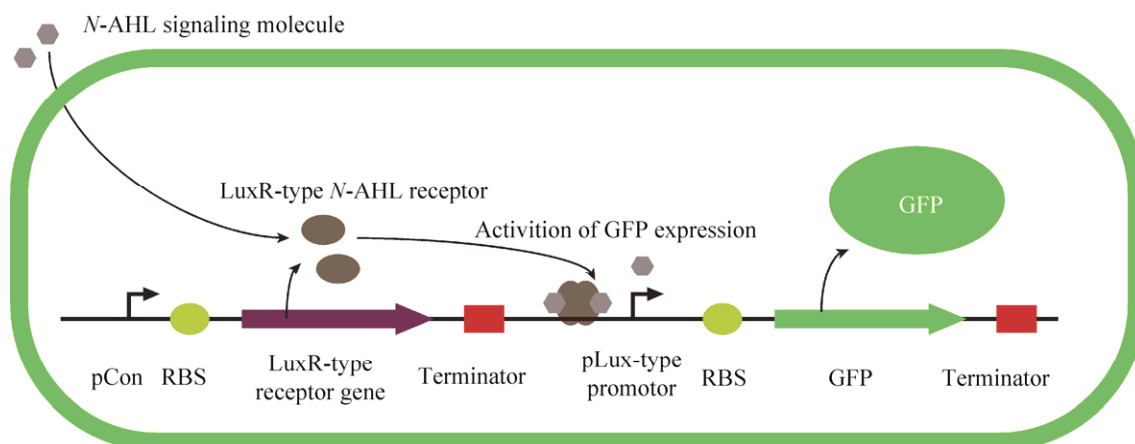 N-AHL signaling molecule
LuxR-type N-AHL receptor
GFP
Activition of GFP expression
pCon
RBS
LuxR-type
receptor gene
Terminator
pLux-type
promotor
RBS
GFP
Terminator